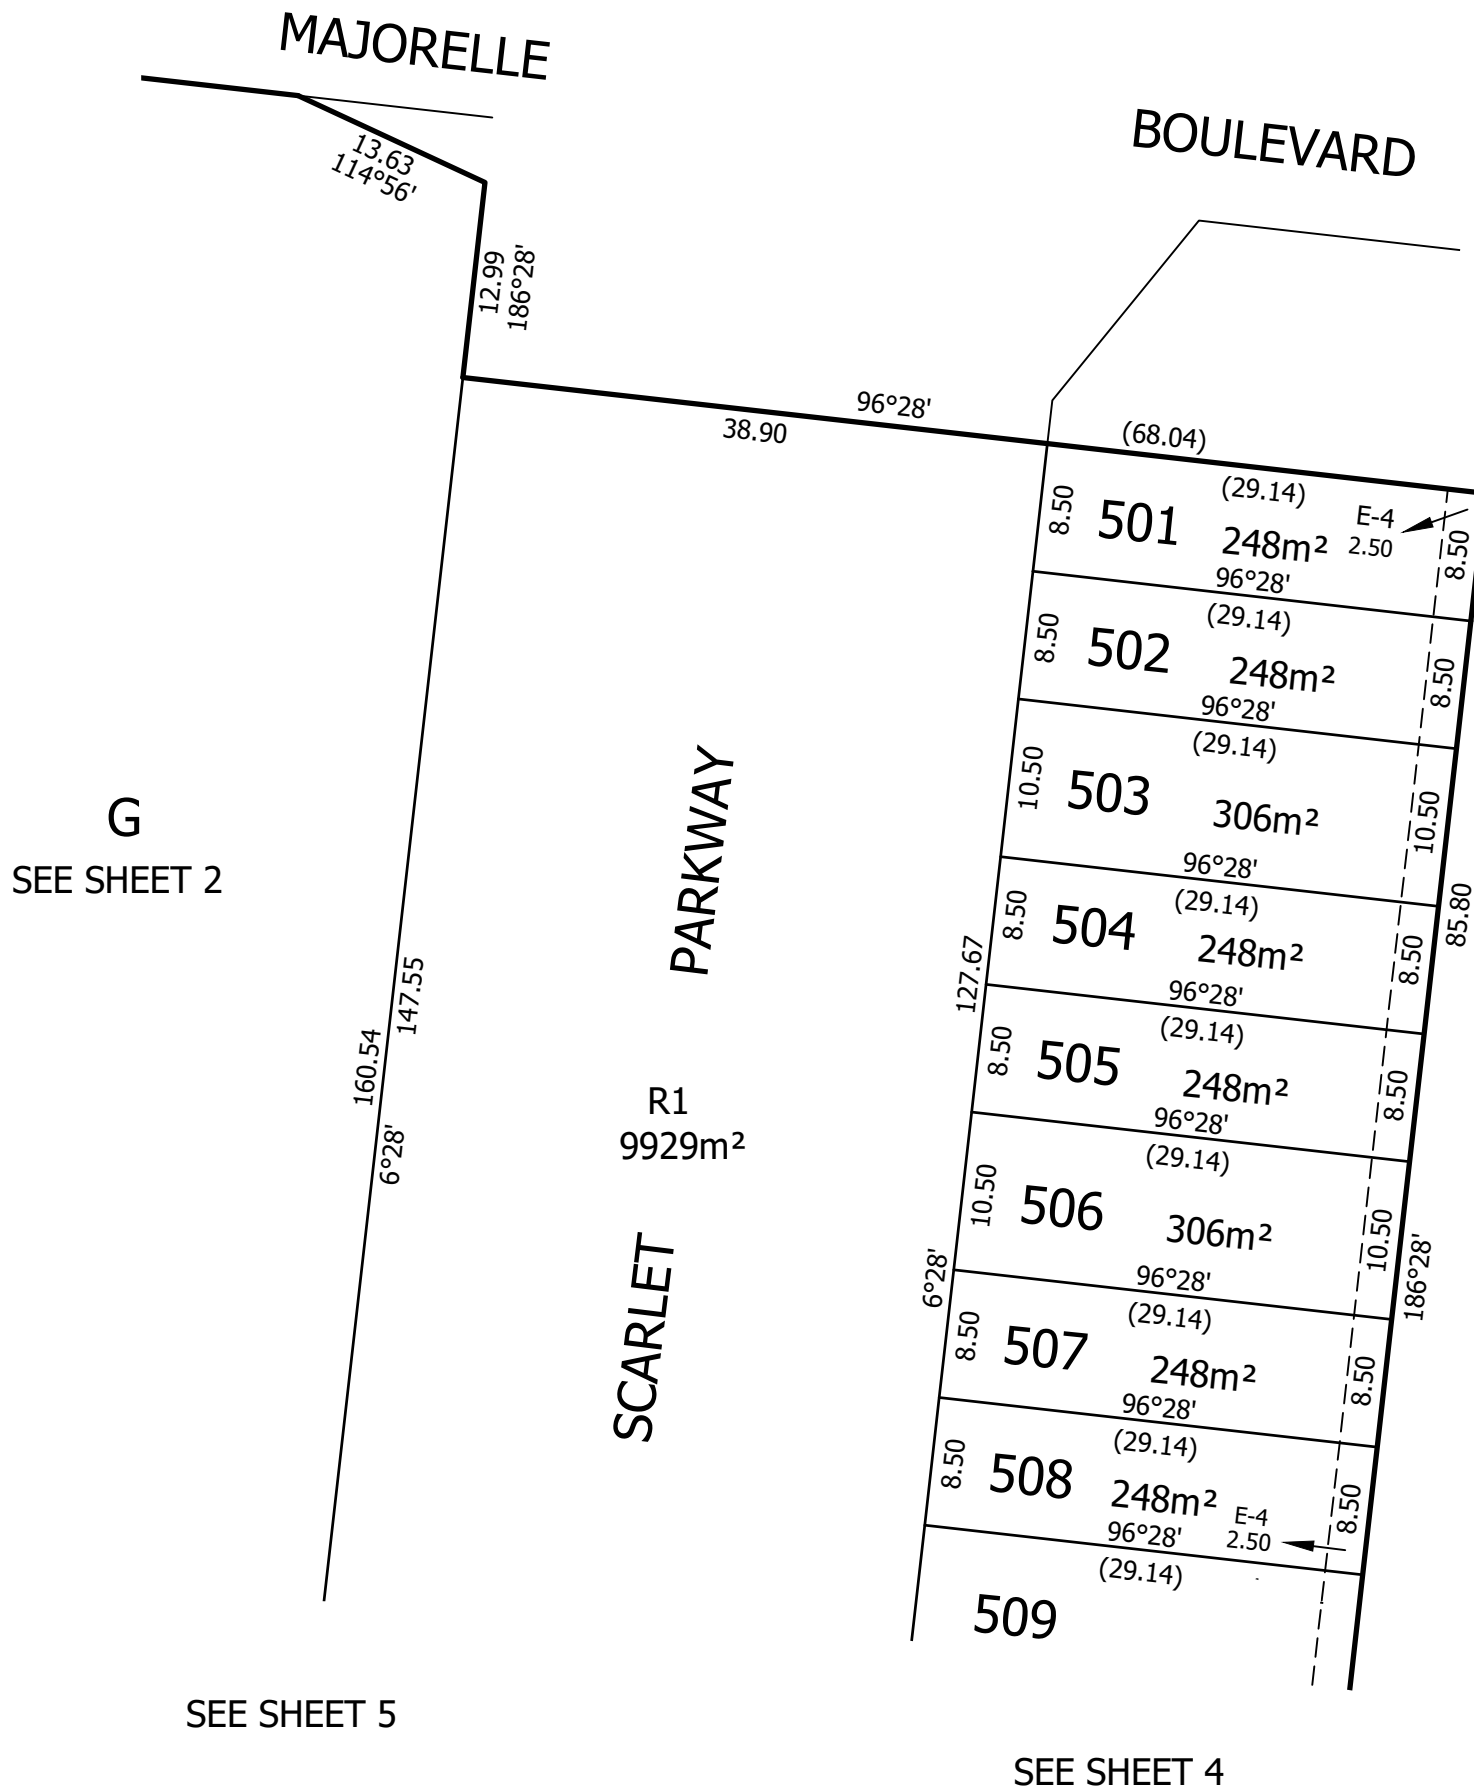 MAJORELLE
BOULEVARD
13.63
114°56'
12.99
186°28'
96°28'
38.90
(68.04)
(29.14)
8.50
501
248m²
E-4
2.50
8.50
96°28'
(29.14)
8.50
502
248m²
8.50
96°28'
(29.14)
10.50
503
306m²
10.50
96°28'
(29.14)
8.50
504
248m²
8.50
85.80
96°28'
127.67
(29.14)
8.50
505
248m²
8.50
96°28'
(29.14)
10.50
506
306m²
10.50
186°28'
96°28'
6°28'
(29.14)
8.50
507
248m²
8.50
96°28'
(29.14)
8.50
508
248m²
E-4
2.50
8.50
96°28'
(29.14)
509
G
SEE SHEET 2
PARKWAY
147.55
160.54
6°28'
R1
9929m²
SCARLET
SEE SHEET 5
SEE SHEET 4